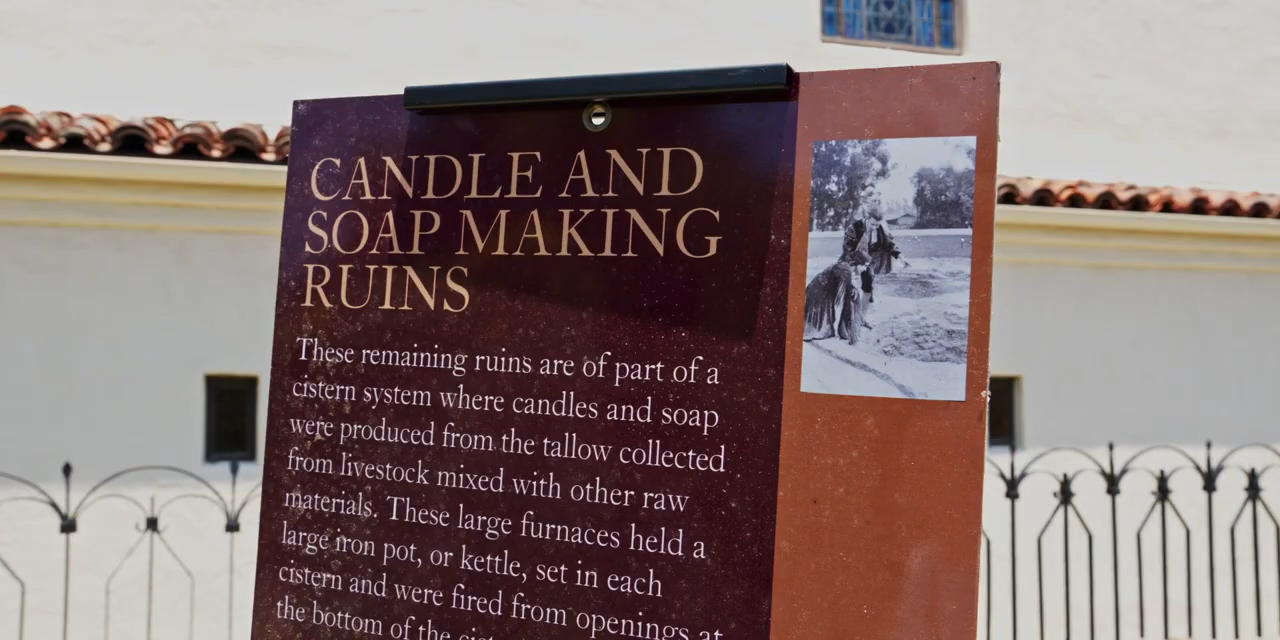 CANDLE AND
SOAP MAKING
RUINS
These remaining ruins are of part of a
cistern system where candles and soap
were produced from the tallow collected
from livestock mixed with other raw
materials. These large furnaces held a
large iron pot, or kettle, set in each
cistern and were fired from openings at
the bottom of the